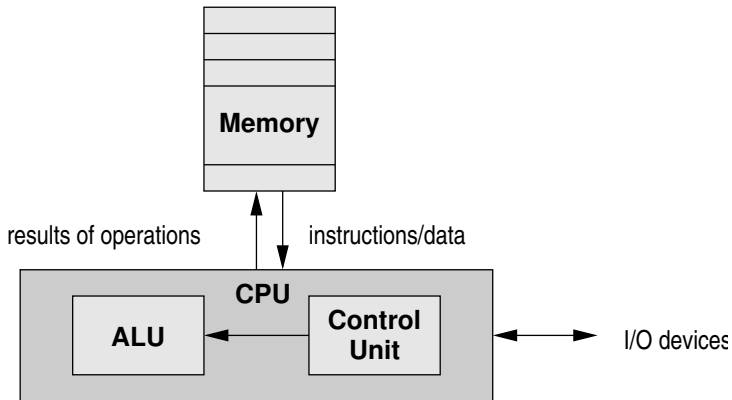 Memory
results of operations
instructions/data
CPU
ALU
Control
Unit
I/O devices